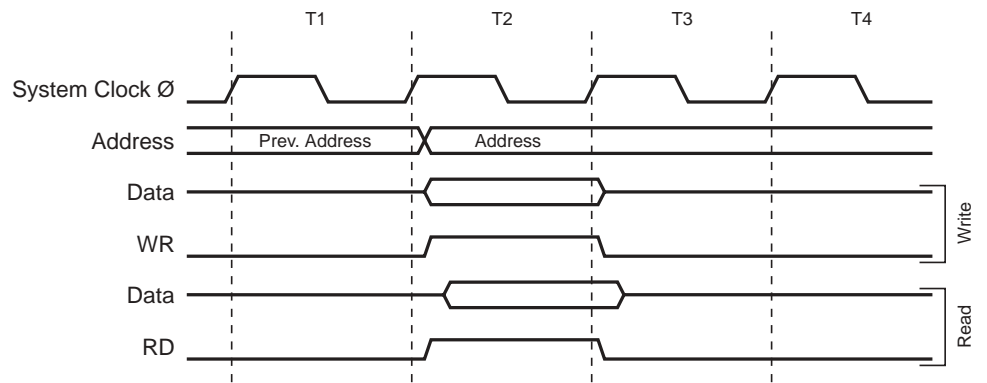 T1 T2 T3 T4
System Clock Ø
Address Prev. Address Address
Data
WR
Write
Data
RD
Read